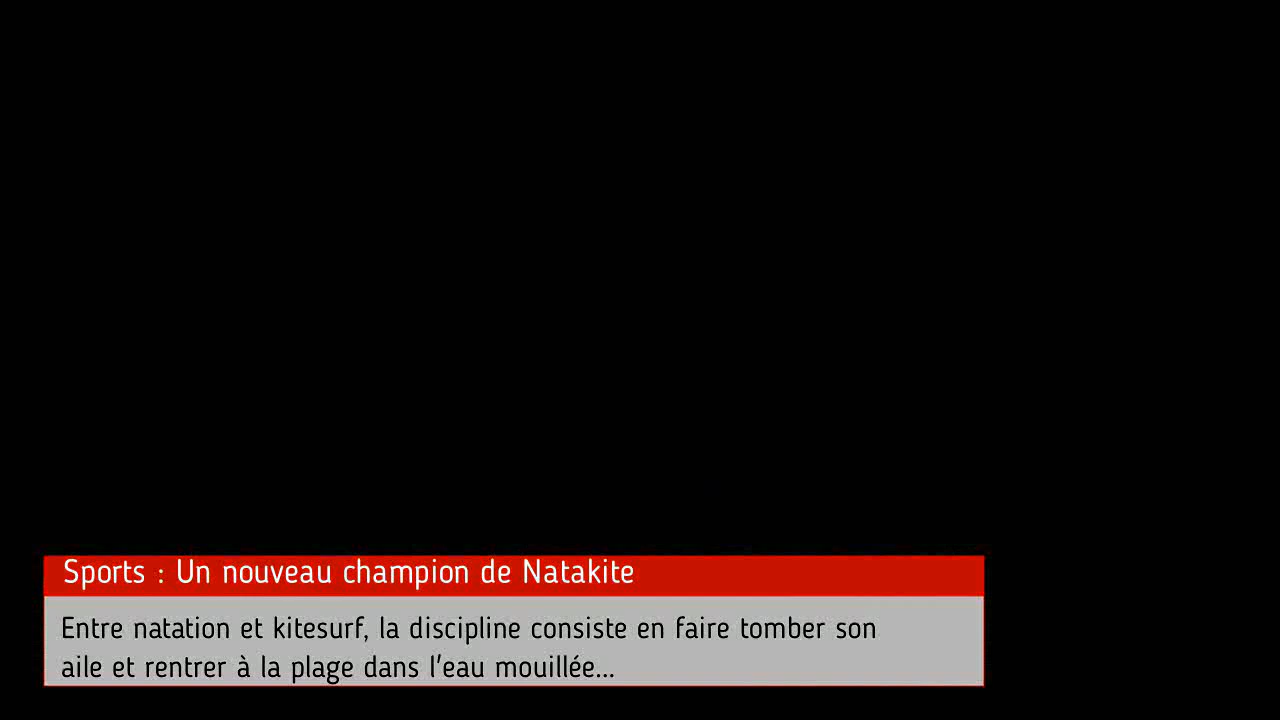 Sports : Un nouveau champion de Natakite
Entre natation et kitesurf, la discipline consiste en faire tomber son
aile et rentrer à la plage dans l'eau mouillée...